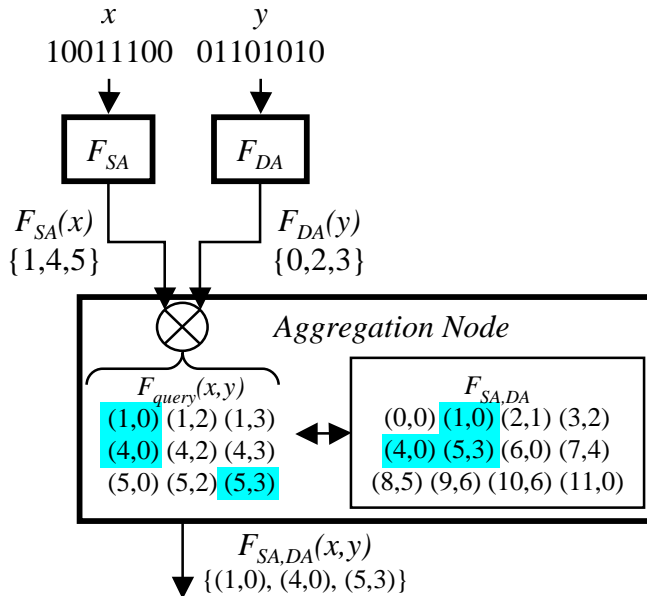 x y
10011100 01101010
F_SA F_DA
F_SA(x) F_DA(y)
{1,4,5} {0,2,3}
Aggregation Node
F_query(x,y) F_SA,DA
(1,0) (1,2) (1,3) (0,0) (1,0) (2,1) (3,2)
(4,0) (4,2) (4,3) (4,0) (5,3) (6,0) (7,4)
(5,0) (5,2) (5,3) (8,5) (9,6) (10,6) (11,0)
F_SA,DA(x,y)
{(1,0), (4,0), (5,3)}